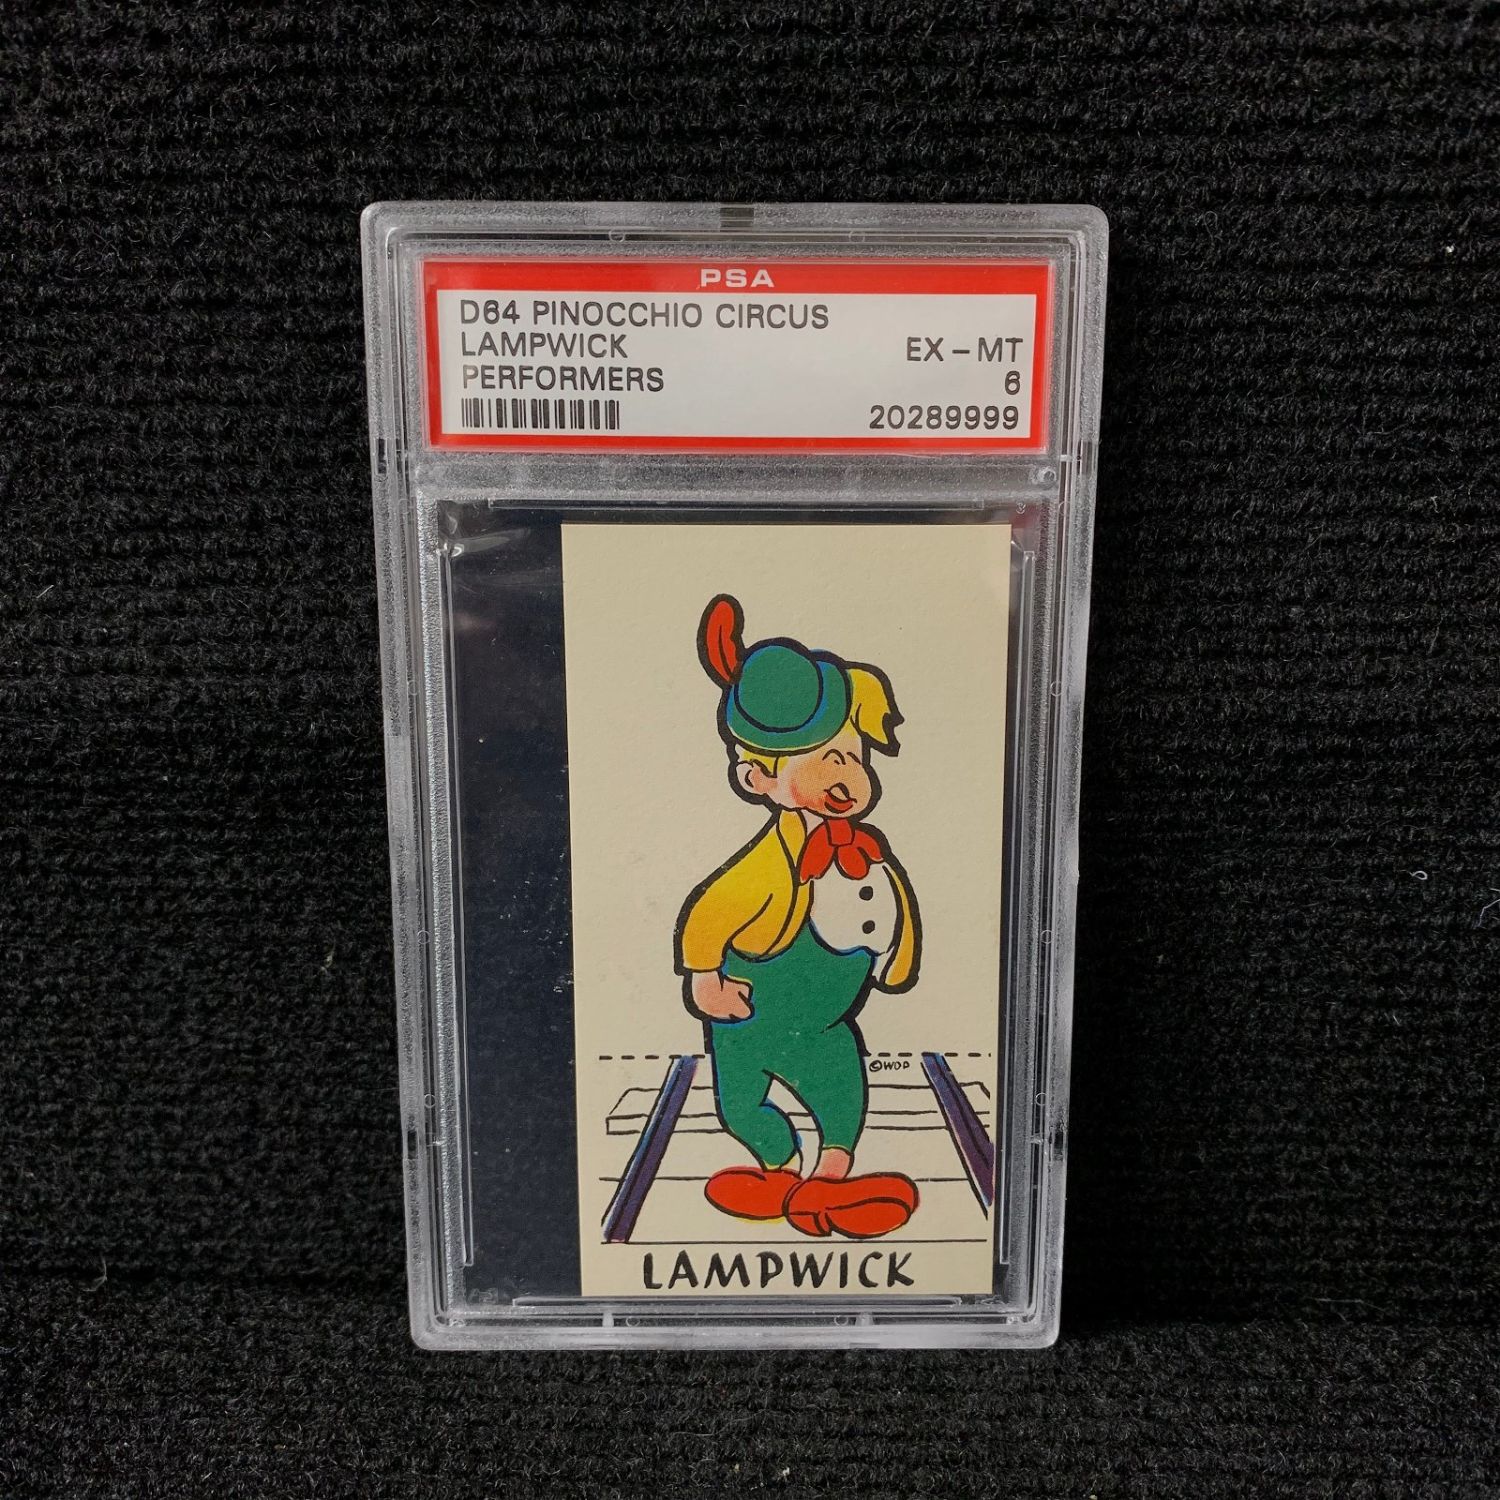 PSA
D64 PINOCCHIO CIRCUS
LAMPWICK EX - MT
PERFORMERS 6
20289999
©WDP
LAMPWICK